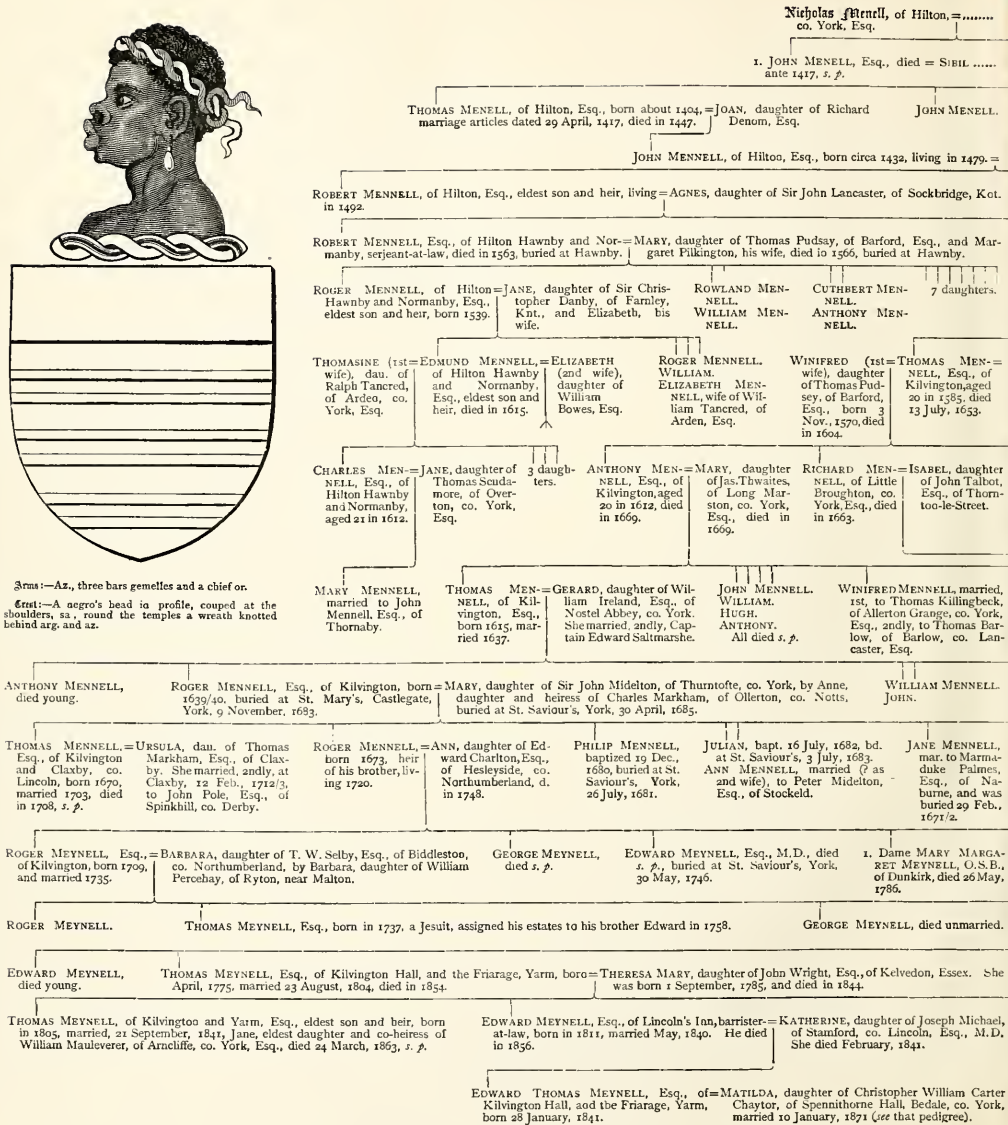 Nicholas Menell, of Hilton, = ........
co. York, Esq.
1. JOHN MENELL, Esq., died = SIBIL ......
ante 1417, s. p.
THOMAS MENELL, of Hilton, Esq., born about 1404, = JOAN, daughter of Richard
marriage articles dated 29 April, 1417, died in 1447. Denom, Esq.
JOHN MENELL.
JOHN MENNELL, of Hilton, Esq., born circa 1432, living in 1479. =
ROBERT MENNELL, of Hilton, Esq., eldest son and heir, living = AGNES, daughter of Sir John Lancaster, of Sockbridge, Knt.
in 1492.
ROBERT MENNELL, Esq., of Hilton Hawnby and Nor- = MARY, daughter of Thomas Pudsay, of Barford, Esq., and Mar-
manby, serjeant-at-law, died in 1563, buried at Hawnby. garet Pilkington, his wife, died in 1566, buried at Hawnby.
ROGER MENNELL, of Hilton = JANE, daughter of Sir Chris-
Hawnby and Normanby, Esq., topher Danby, of Farnley,
eldest son and heir, born 1539. Knt., and Elizabeth, his
wife.
ROWLAND MEN-
NELL.
WILLIAM MEN-
NELL.
CUTHBERT MEN-
NELL.
ANTHONY MEN-
NELL.
7 daughters.
THOMASINE (1st
wife), dau. of
Ralph Tancred,
of Arden, co.
York, Esq.
= EDMUND MENNELL, =
of Hilton Hawnby
and Normanby,
Esq., eldest son and
heir, died in 1615.
ELIZABETH
(2nd wife),
daughter of
William
Bowes, Esq.
ROGER MENNELL.
WILLIAM.
ELIZABETH MEN-
NELL, wife of Wil-
liam Tancred, of
Arden, Esq.
WINIFRED (1st
wife), daughter
of Thomas Pud-
sey, of Barford,
Esq., born 3
Nov., 1570, died
in 1604.
= THOMAS MEN- =
NELL, Esq., of
Kilvington, aged
20 in 1585, died
13 July, 1653.
CHARLES MEN-
NELL, Esq., of
Hilton Hawnby
and Normanby,
aged 21 in 1612.
= JANE, daughter of
Thomas Scuda-
more, of Over-
ton, co. York,
Esq.
3 daugh-
ters.
ANTHONY MEN-
NELL, Esq., of
Kilvington, aged
20 in 1612, died
in 1669.
= MARY, daughter
of Jas. Thwaites,
of Long Mar-
ston, co. York,
Esq., died in
1669.
RICHARD MEN-
NELL, of Little
Broughton, co.
York, Esq., died
in 1663.
= ISABEL, daughter
of John Talbot,
Esq., of Thorn-
ton-le-Street.
Arms:—Az., three bars gemelles and a chief or.
Crest:—A negro's head in profile, couped at the
shoulders, sa, round the temples a wreath knotted
behind arg. and az.
MARY MENNELL,
married to John
Mennell, Esq., of
Thornaby.
THOMAS MEN-
NELL, of Kil-
vington, Esq.,
born 1615, mar-
ried 1637.
= GERARD, daughter of Wil-
liam Ireland, Esq., of
Nostel Abbey, co. York.
She married, 2ndly, Cap-
tain Edward Saltmarshe.
JOHN MENNELL.
WILLIAM.
HUGH.
ANTHONY.
All died s. p.
WINIFRED MENNELL, married,
1st, to Thomas Killingbeck,
of Allerton Grange, co. York,
Esq., 2ndly, to Thomas Bar-
low, of Barlow, co. Lan-
caster, Esq.
ANTHONY MENNELL,
died young.
ROGER MENNELL, Esq., of Kilvington, born = MARY, daughter of Sir John Midelton, of Thurntofte, co. York, by Anne,
1639/40, buried at St. Mary's, Castlegate, daughter and heiress of Charles Markham, of Ollerton, co. Notts,
York, 9 November, 1683. buried at St. Saviour's, York, 30 April, 1685.
WILLIAM MENNELL.
JOHN.
THOMAS MENNELL,
Esq., of Kilvington
and Claxby, co.
Lincoln, born 1670,
married 1703, died
in 1708, s. p.
= URSULA, dau. of Thomas
Markham, Esq., of Clax-
by. She married, 2ndly, at
Claxby, 12 Feb., 1712/3,
to John Pole, Esq., of
Spinkhill, co. Derby.
ROGER MENNELL,
born 1673, heir
of his brother, liv-
ing 1720.
= ANN, daughter of Ed-
ward Charlton, Esq.,
of Hesleyside, co.
Northumberland, d.
in 1748.
PHILIP MENNELL,
baptized 19 Dec.,
1680, buried at St.
Saviour's, York,
26 July, 1681.
JULIAN, bapt. 16 July, 1682, bd.
at St. Saviour's, 3 July, 1683.
ANN MENNELL, married (? as
2nd wife), to Peter Midelton,
Esq., of Stockeld.
JANE MENNELL,
mar. to Marma-
duke Palmes,
Esq., of Na-
burne, and was
buried 29 Feb.,
1671/2.
ROGER MEYNELL, Esq., = BARBARA, daughter of T. W. Selby, Esq., of Biddleston,
of Kilvington, born 1709, co. Northumberland, by Barbara, daughter of William
and married 1735. Percehay, of Ryton, near Malton.
GEORGE MEYNELL,
died s. p.
EDWARD MEYNELL, Esq., M.D., died
s. p., buried at St. Saviour's, York,
30 May, 1746.
1. Dame MARY MARGA-
RET MEYNELL, O.S.B.,
of Dunkirk, died 26 May,
1786.
ROGER MEYNELL.
THOMAS MEYNELL, Esq., born in 1737, a Jesuit, assigned his estates to his brother Edward in 1758.
GEORGE MEYNELL, died unmarried.
EDWARD MEYNELL,
died young.
THOMAS MEYNELL, Esq., of Kilvington Hall, and the Friarage, Yarm, born = THERESA MARY, daughter of John Wright, Esq., of Kelvedon, Essex. She
April, 1775, married 23 August, 1804, died in 1854. was born 1 September, 1785, and died in 1844.
THOMAS MEYNELL, of Kilvington and Yarm, Esq., eldest son and heir, born
in 1805, married, 21 September, 1841, Jane, eldest daughter and co-heiress of
William Mauleverer, of Arncliffe, co. York, Esq., died 24 March, 1863, s. p.
EDWARD MEYNELL, Esq., of Lincoln's Inn, barrister- = KATHERINE, daughter of Joseph Michael,
at-law, born in 1811, married May, 1840. He died of Stamford, co. Lincoln, Esq., M.D.
in 1856. She died February, 1841.
EDWARD THOMAS MEYNELL, Esq., of = MATILDA, daughter of Christopher William Carter
Kilvington Hall, and the Friarage, Yarm, Chaytor, of Spennithorne Hall, Bedale, co. York,
born 28 January, 1841. married 10 January, 1871 (see that pedigree).